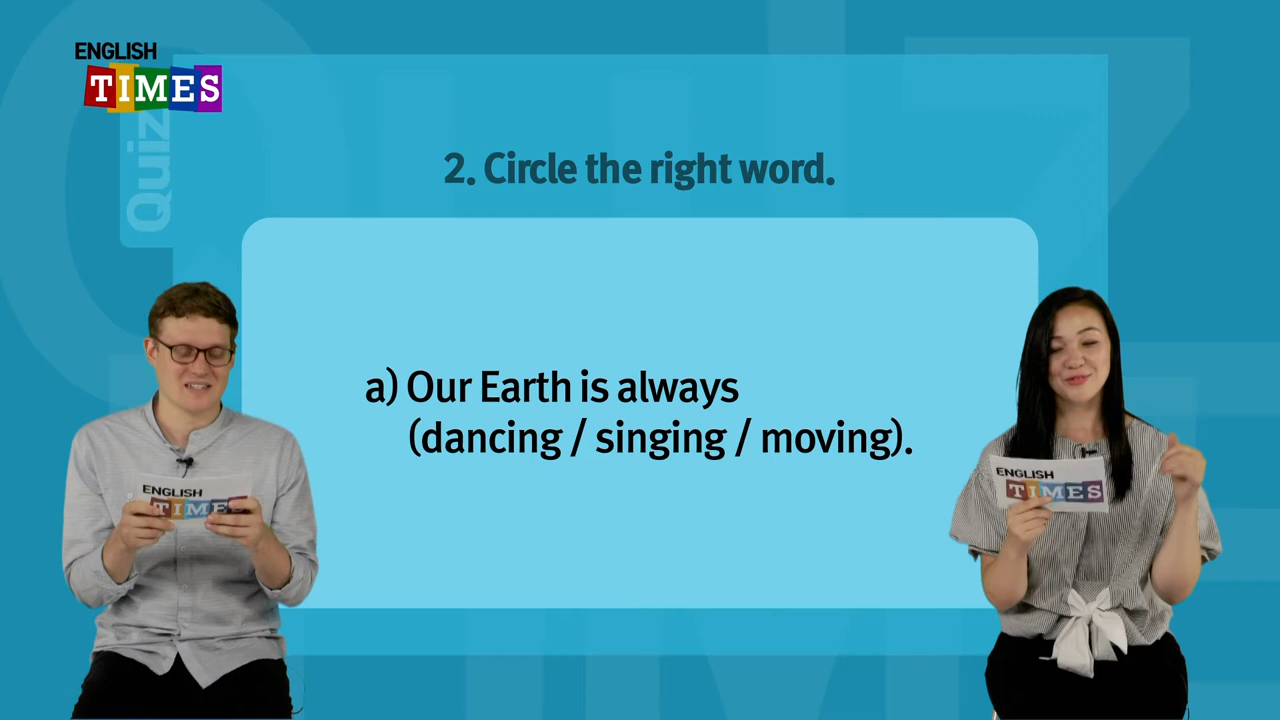 ENGLISH
TIMES
Quiz
2. Circle the right word.
a) Our Earth is always
(dancing / singing / moving).
ENGLISH
TIMES
ENGLISH
TIMES